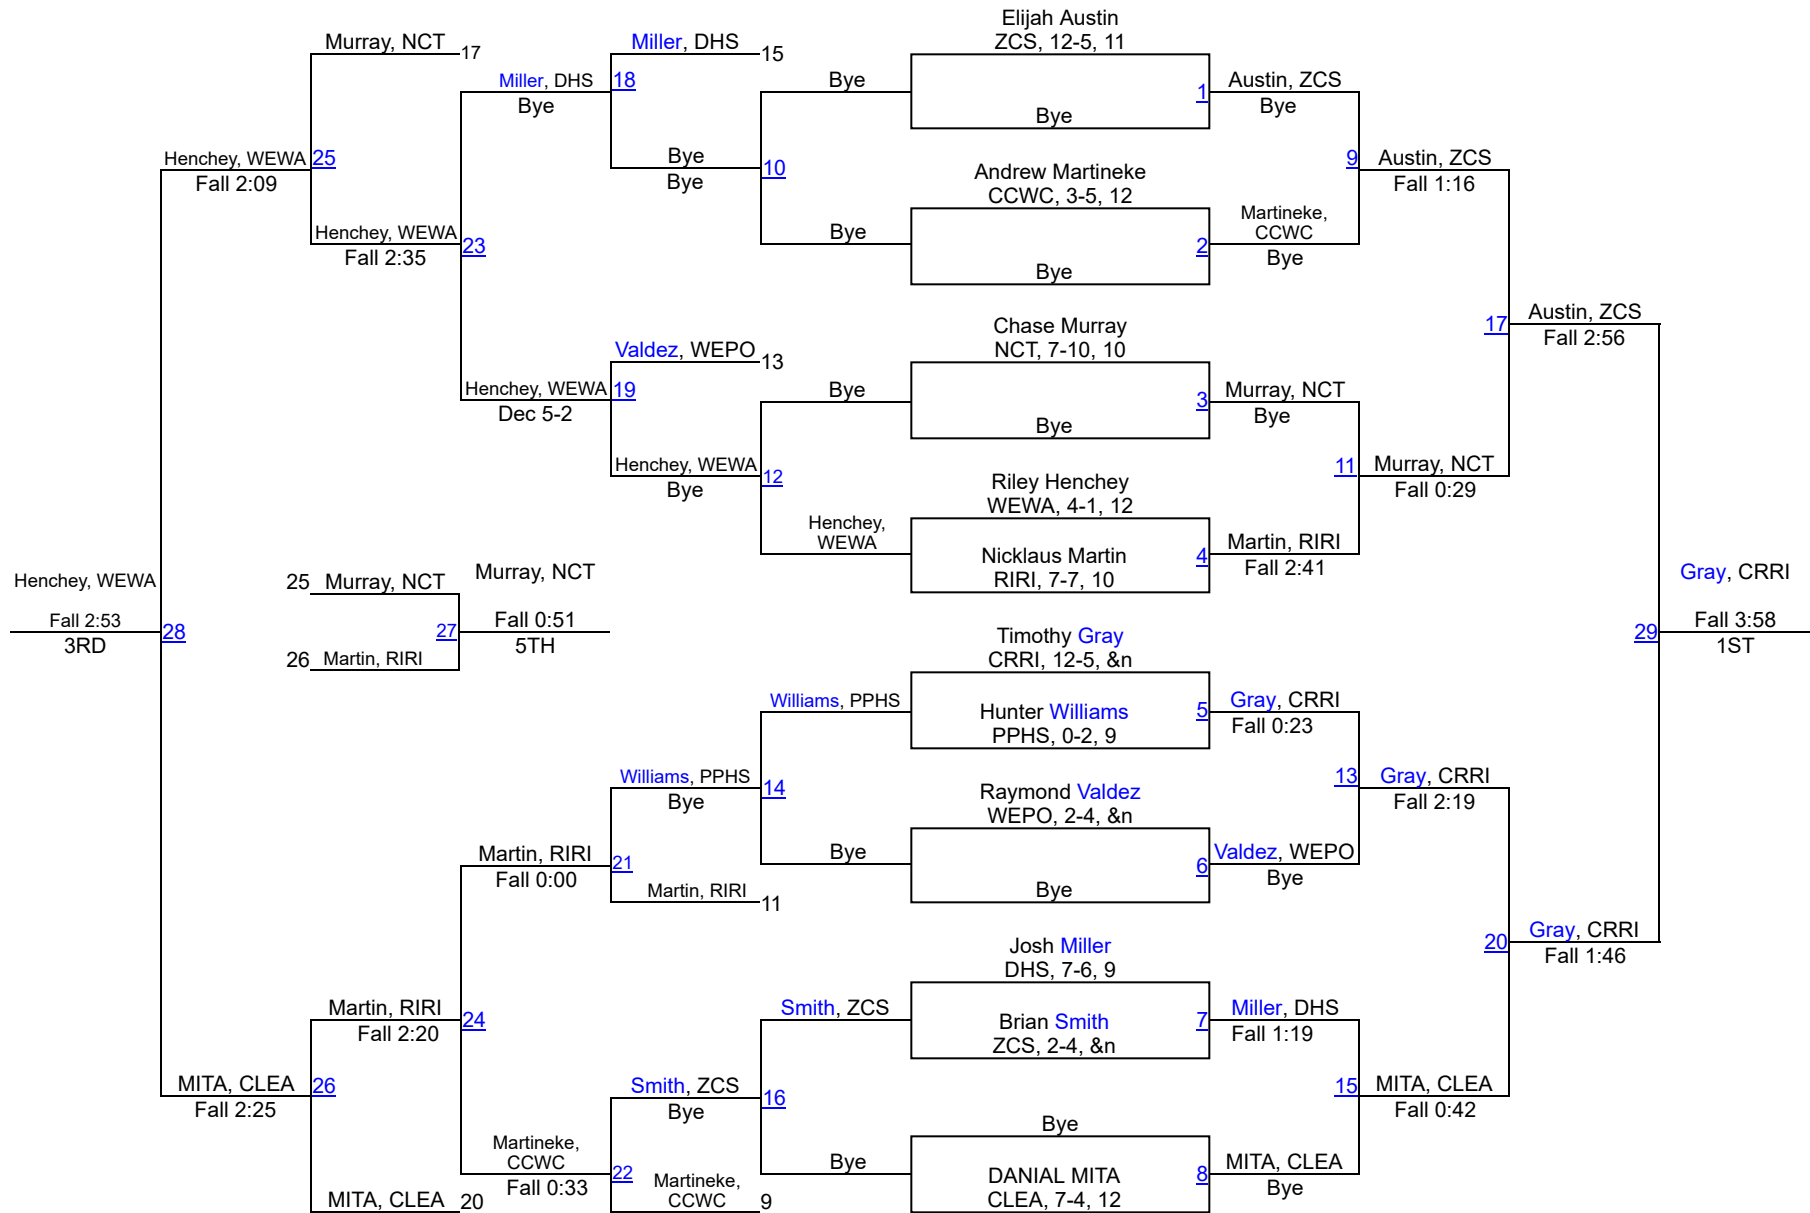 Elijah Austin
ZCS, 12-5, 11
Murray, NCT
17
Miller, DHS
15
Miller, DHS
18
Bye
Bye
1
Austin, ZCS
Bye
Bye
Henchey, WEWA
25
Fall 2:09
Bye
10
Bye
Andrew Martineke
CCWC, 3-5, 12
9
Austin, ZCS
Fall 1:16
Henchey, WEWA
23
Fall 2:35
Bye
Bye
2
Martineke,
CCWC
Bye
Chase Murray
NCT, 7-10, 10
17
Austin, ZCS
Fall 2:56
Valdez, WEPO
13
Henchey, WEWA
19
Dec 5-2
Bye
Bye
3
Murray, NCT
Bye
Henchey, WEWA
12
Bye
Riley Henchey
WEWA, 4-1, 12
11
Murray, NCT
Fall 0:29
Henchey,
WEWA
Nicklaus Martin
RIRI, 7-7, 10
4
Martin, RIRI
Fall 2:41
Henchey, WEWA
Fall 2:53
3RD
28
25
Murray, NCT
26
Martin, RIRI
27
Murray, NCT
Fall 0:51
5TH
Gray, CRRI
29
Fall 3:58
1ST
Timothy Gray
CRRI, 12-5, &n
Williams, PPHS
Hunter Williams
PPHS, 0-2, 9
5
Gray, CRRI
Fall 0:23
Williams, PPHS
14
Bye
Raymond Valdez
WEPO, 2-4, &n
13
Gray, CRRI
Fall 2:19
Martin, RIRI
21
Fall 0:00
Martin, RIRI
11
Bye
Bye
6
Valdez, WEPO
Bye
Josh Miller
DHS, 7-6, 9
20
Gray, CRRI
Fall 1:46
Martin, RIRI
24
Fall 2:20
Smith, ZCS
Brian Smith
ZCS, 2-4, &n
7
Miller, DHS
Fall 1:19
MITA, CLEA
26
Fall 2:25
Smith, ZCS
16
Bye
15
MITA, CLEA
Fall 0:42
Martineke,
CCWC
22
Fall 0:33
Bye
Bye
DANIAL MITA
CLEA, 7-4, 12
8
MITA, CLEA
Bye
MITA, CLEA
20
Martineke,
CCWC
9